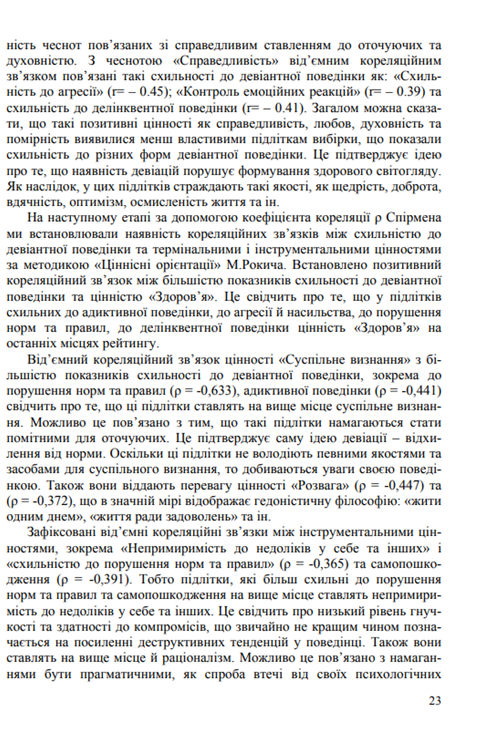 ність чеснот пов’язаних зі справедливим ставленням до оточуючих та
духовністю. З чеснотою «Справедливість» від’ємним кореляційним
зв’язком пов’язані такі схильності до девіантної поведінки як: «Схиль-
ність до агресії» (r= – 0.45); «Контроль емоційних реакцій» (r= – 0.39) та
схильність до делінквентної поведінки (r= – 0.41). Загалом можна сказа-
ти, що такі позитивні цінності як справедливість, любов, духовність та
помірність виявилися менш властивими підліткам вибірки, що показали
схильність до різних форм девіантної поведінки. Це підтверджує ідею
про те, що наявність девіацій порушує формування здорового світогляду.
Як наслідок, у цих підлітків страждають такі якості, як щедрість, доброта,
вдячність, оптимізм, осмисленість життя та ін.
На наступному етапі за допомогою коефіцієнта кореляції ρ Спірмена
ми встановлювали наявність кореляційних зв’язків між схильністю до
девіантної поведінки та термінальними і інструментальними цінностями
за методикою «Ціннісні орієнтації» М.Рокича. Встановлено позитивний
кореляційний зв’язок між більшістю показників схильності до девіантної
поведінки та цінністю «Здоров’я». Це свідчить про те, що у підлітків
схильних до адиктивної поведінки, до агресії й насильства, до порушення
норм та правил, до делінквентної поведінки цінність «Здоров’я» на
останніх місцях рейтингу.
Від’ємний кореляційний зв’язок цінності «Суспільне визнання» з бі-
льшістю показників схильності до девіантної поведінки, зокрема до
порушення норм та правил (ρ = -0,633), адиктивної поведінки (ρ = -0,441)
свідчить про те, що ці підлітки ставлять на вище місце суспільне визнан-
ня. Можливо це пов’язано з тим, що такі підлітки намагаються стати
помітними для оточуючих. Це підтверджує саму ідею девіації – відхи-
лення від норми. Оскільки ці підлітки не володіють певними якостями та
засобами для суспільного визнання, то добиваються уваги своєю поведі-
нкою. Також вони віддають перевагу цінності «Розвага» (ρ = -0,447) та
(ρ = -0,372), що в значній мірі відображає гедоністичну філософію: «жити
одним днем», «життя ради задоволень» та ін.
Зафіксовані від’ємні кореляційні зв’язки між інструментальними цін-
ностями, зокрема «Непримиримість до недоліків у себе та інших» і
«схильністю до порушення норм та правил» (ρ = -0,365) та самопошко-
дження (ρ = -0,391). Тобто підлітки, які більш схильні до порушення
норм та правил та самопошкодження на вище місце ставлять непримири-
мість до недоліків у себе та інших. Це свідчить про низький рівень гнуч-
кості та здатності до компромісів, що звичайно не кращим чином позна-
чається на посиленні деструктивних тенденцій у поведінці. Також вони
ставлять на вище місце й раціоналізм. Можливо це пов’язано з намаган-
нями бути прагматичними, як спроба втечі від своїх психологічних
23